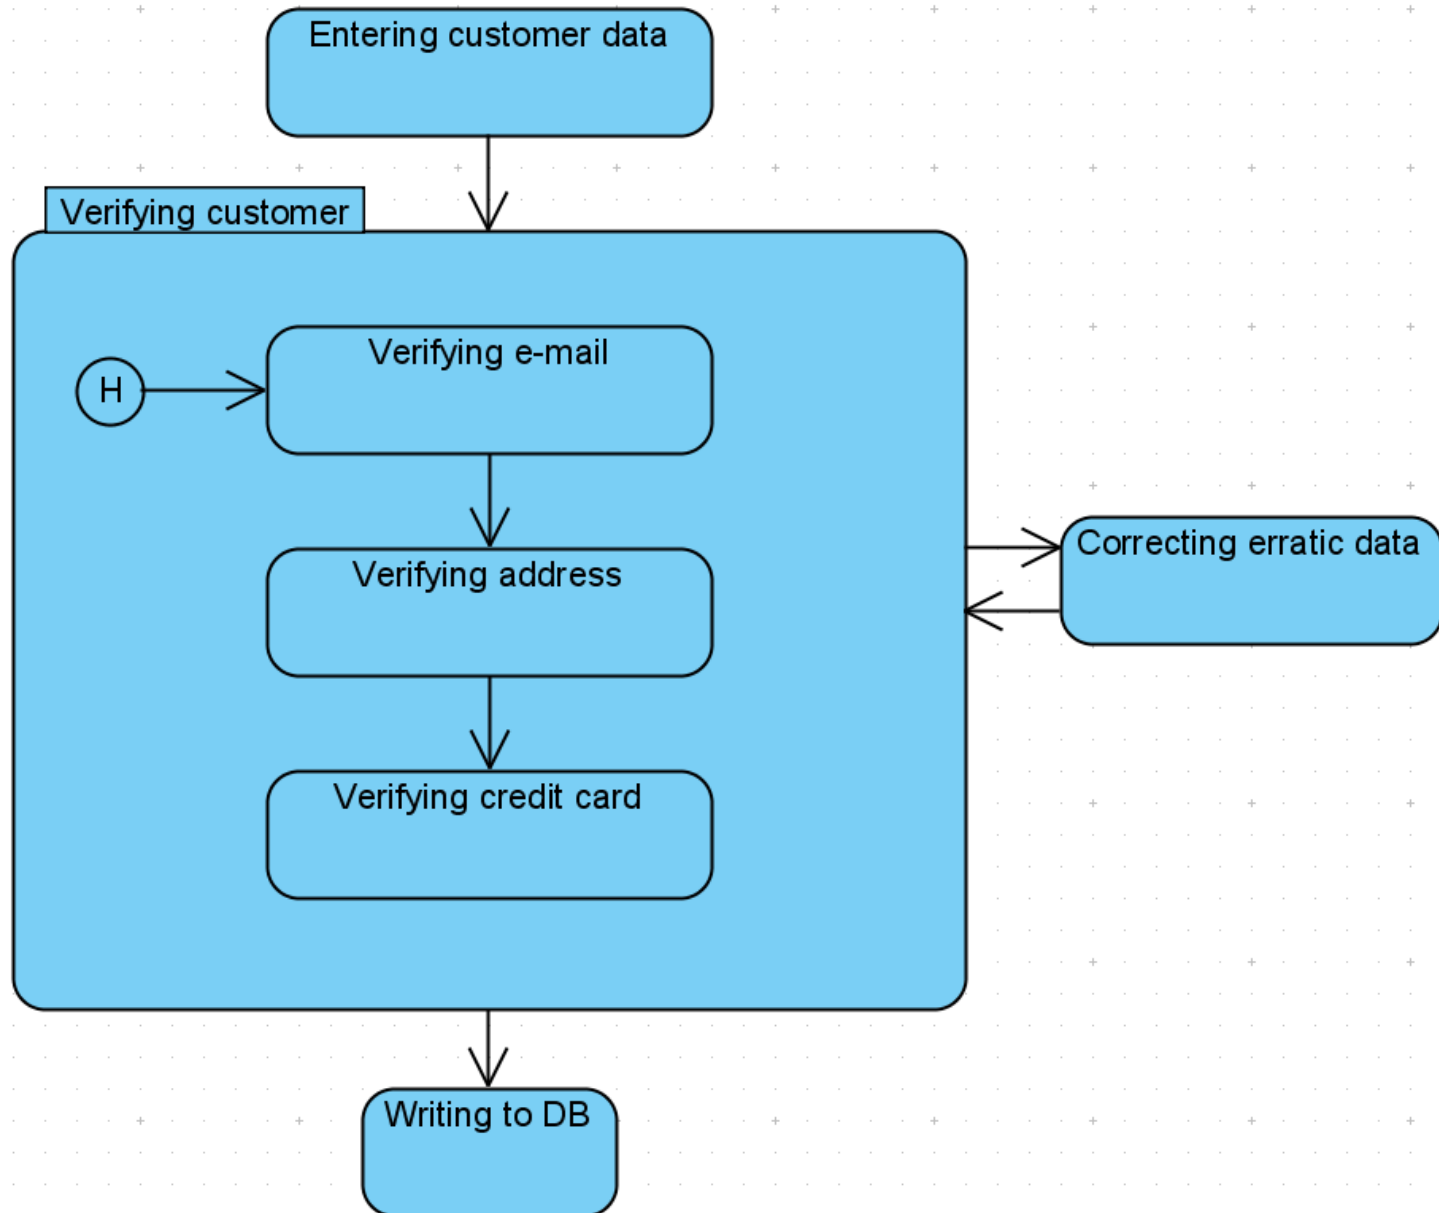 Entering customer data
Verifying customer
H
Verifying e-mail
Verifying address
Correcting erratic data
Verifying credit card
Writing to DB